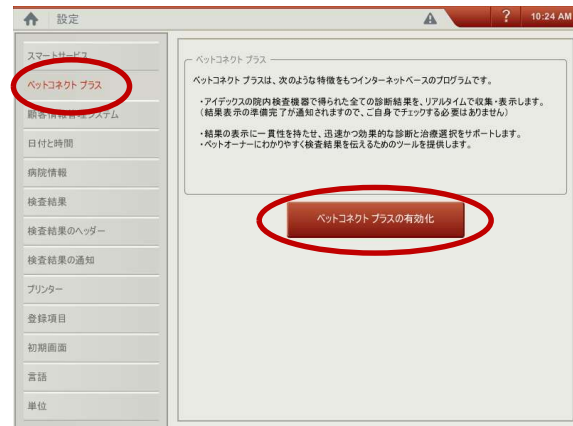 設定
? 10:24 AM
スマートサービス
ベットコネクト プラス
顧客情報管理システム
日付と時間
病院情報
検査結果
検査結果のヘッダー
検査結果の通知
プリンター
登録項目
初期画面
言語
単位
ベットコネクト プラス
ベットコネクト プラスは、次のような特徴をもつインターネットベースのプログラムです。
・アイデックスの院内検査機器で得られた全ての診断結果を、リアルタイムで収集・表示します。
（結果表示の準備完了が通知されますので、ご自身でチェックする必要はありません）
・結果の表示に一貫性を持たせ、迅速かつ効果的な診断と治療選択をサポートします。
・ペットオーナーにわかりやすく検査結果を伝えるためのツールを提供します。
ベットコネクト プラスの有効化